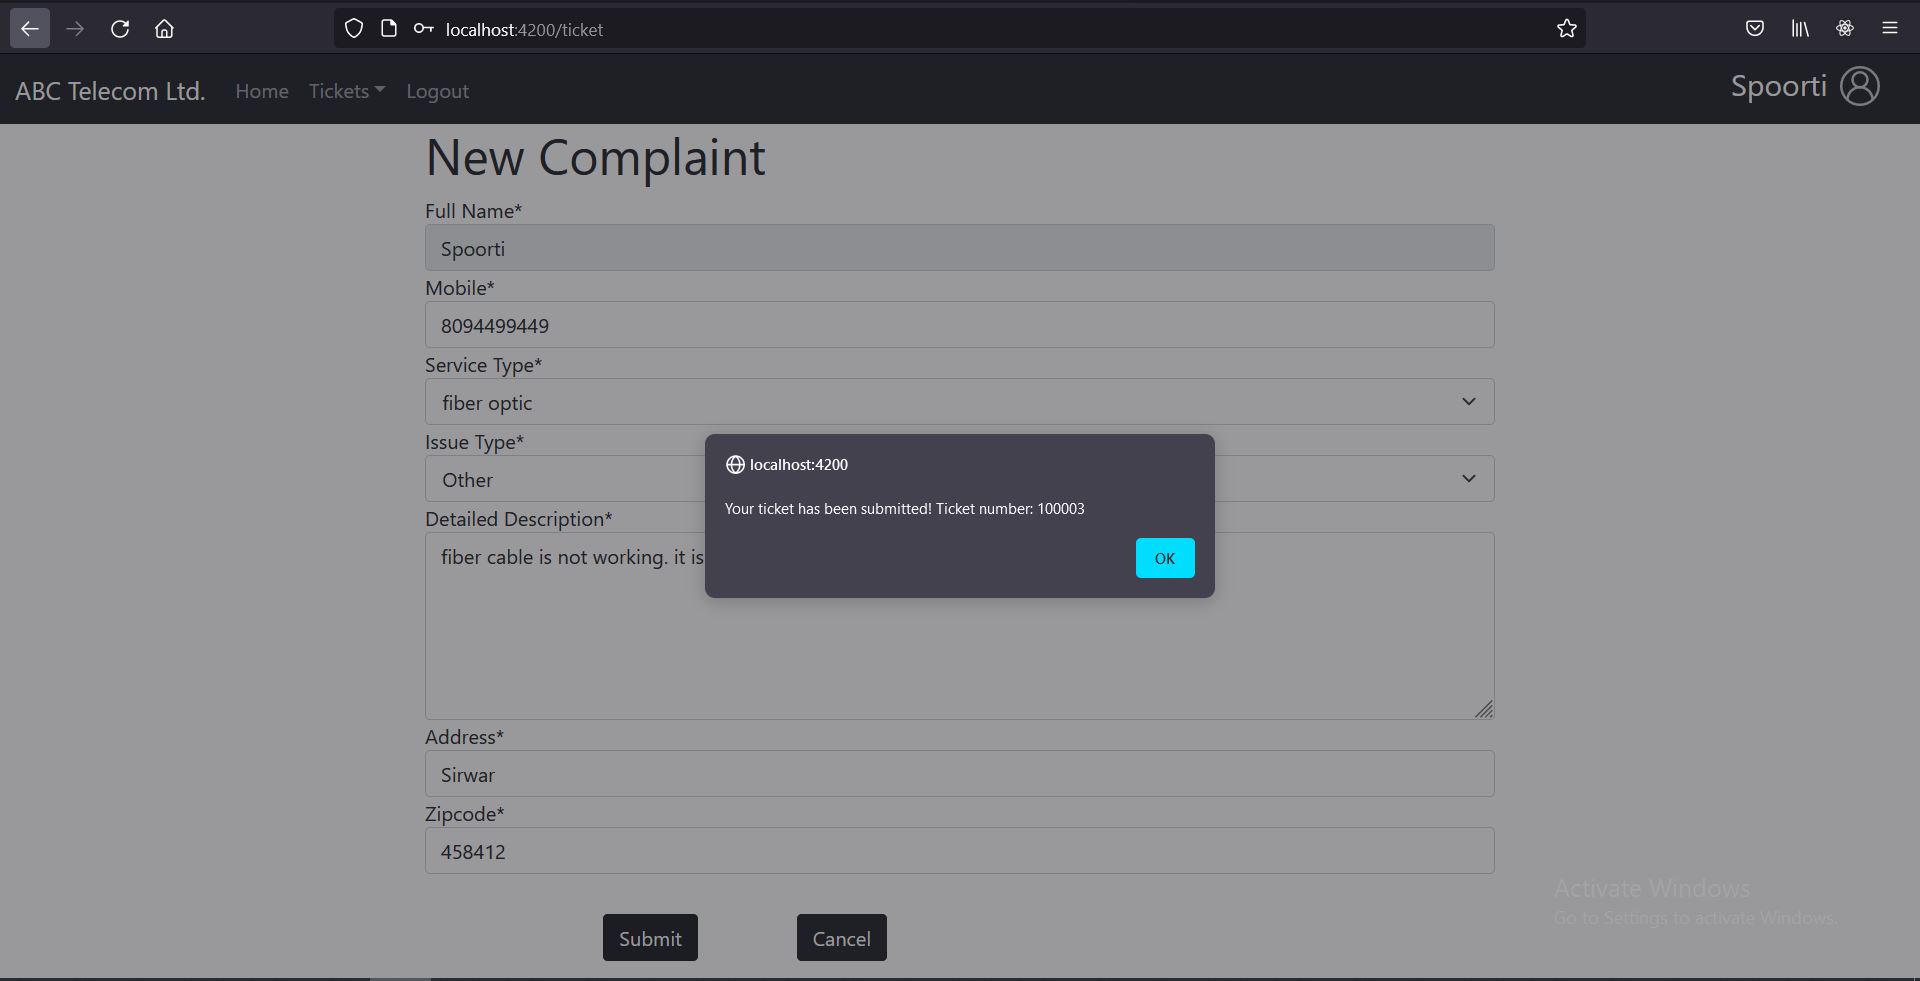 localhost:4200/ticket
ABC Telecom Ltd. Home Tickets Logout Spoorti
New Complaint
Full Name*
Spoorti
Mobile*
8094499449
Service Type*
fiber optic
Issue Type*
Other
localhost:4200
Your ticket has been submitted! Ticket number: 100003
OK
Detailed Description*
fiber cable is not working. it is
Address*
Sirwar
Zipcode*
458412
Activate Windows
Go to Settings to activate Windows.
Submit Cancel